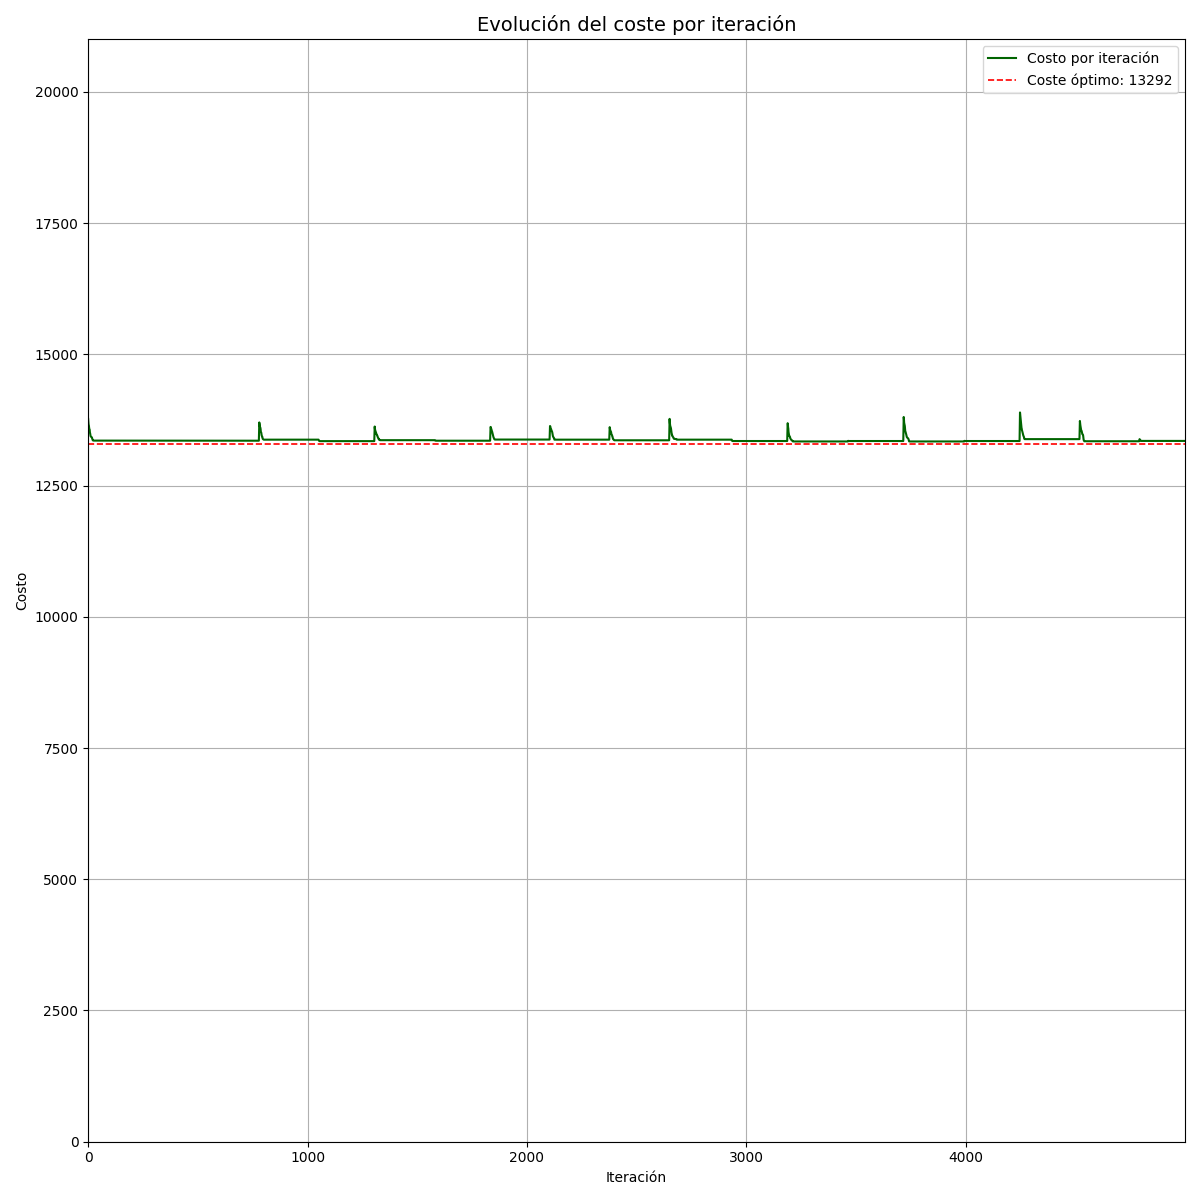 Evolución del coste por iteración
Costo por iteración
Coste óptimo: 13292
20000
17500
15000
12500
10000
7500
5000
2500
0
Costo
0 1000 2000 3000 4000
Iteración